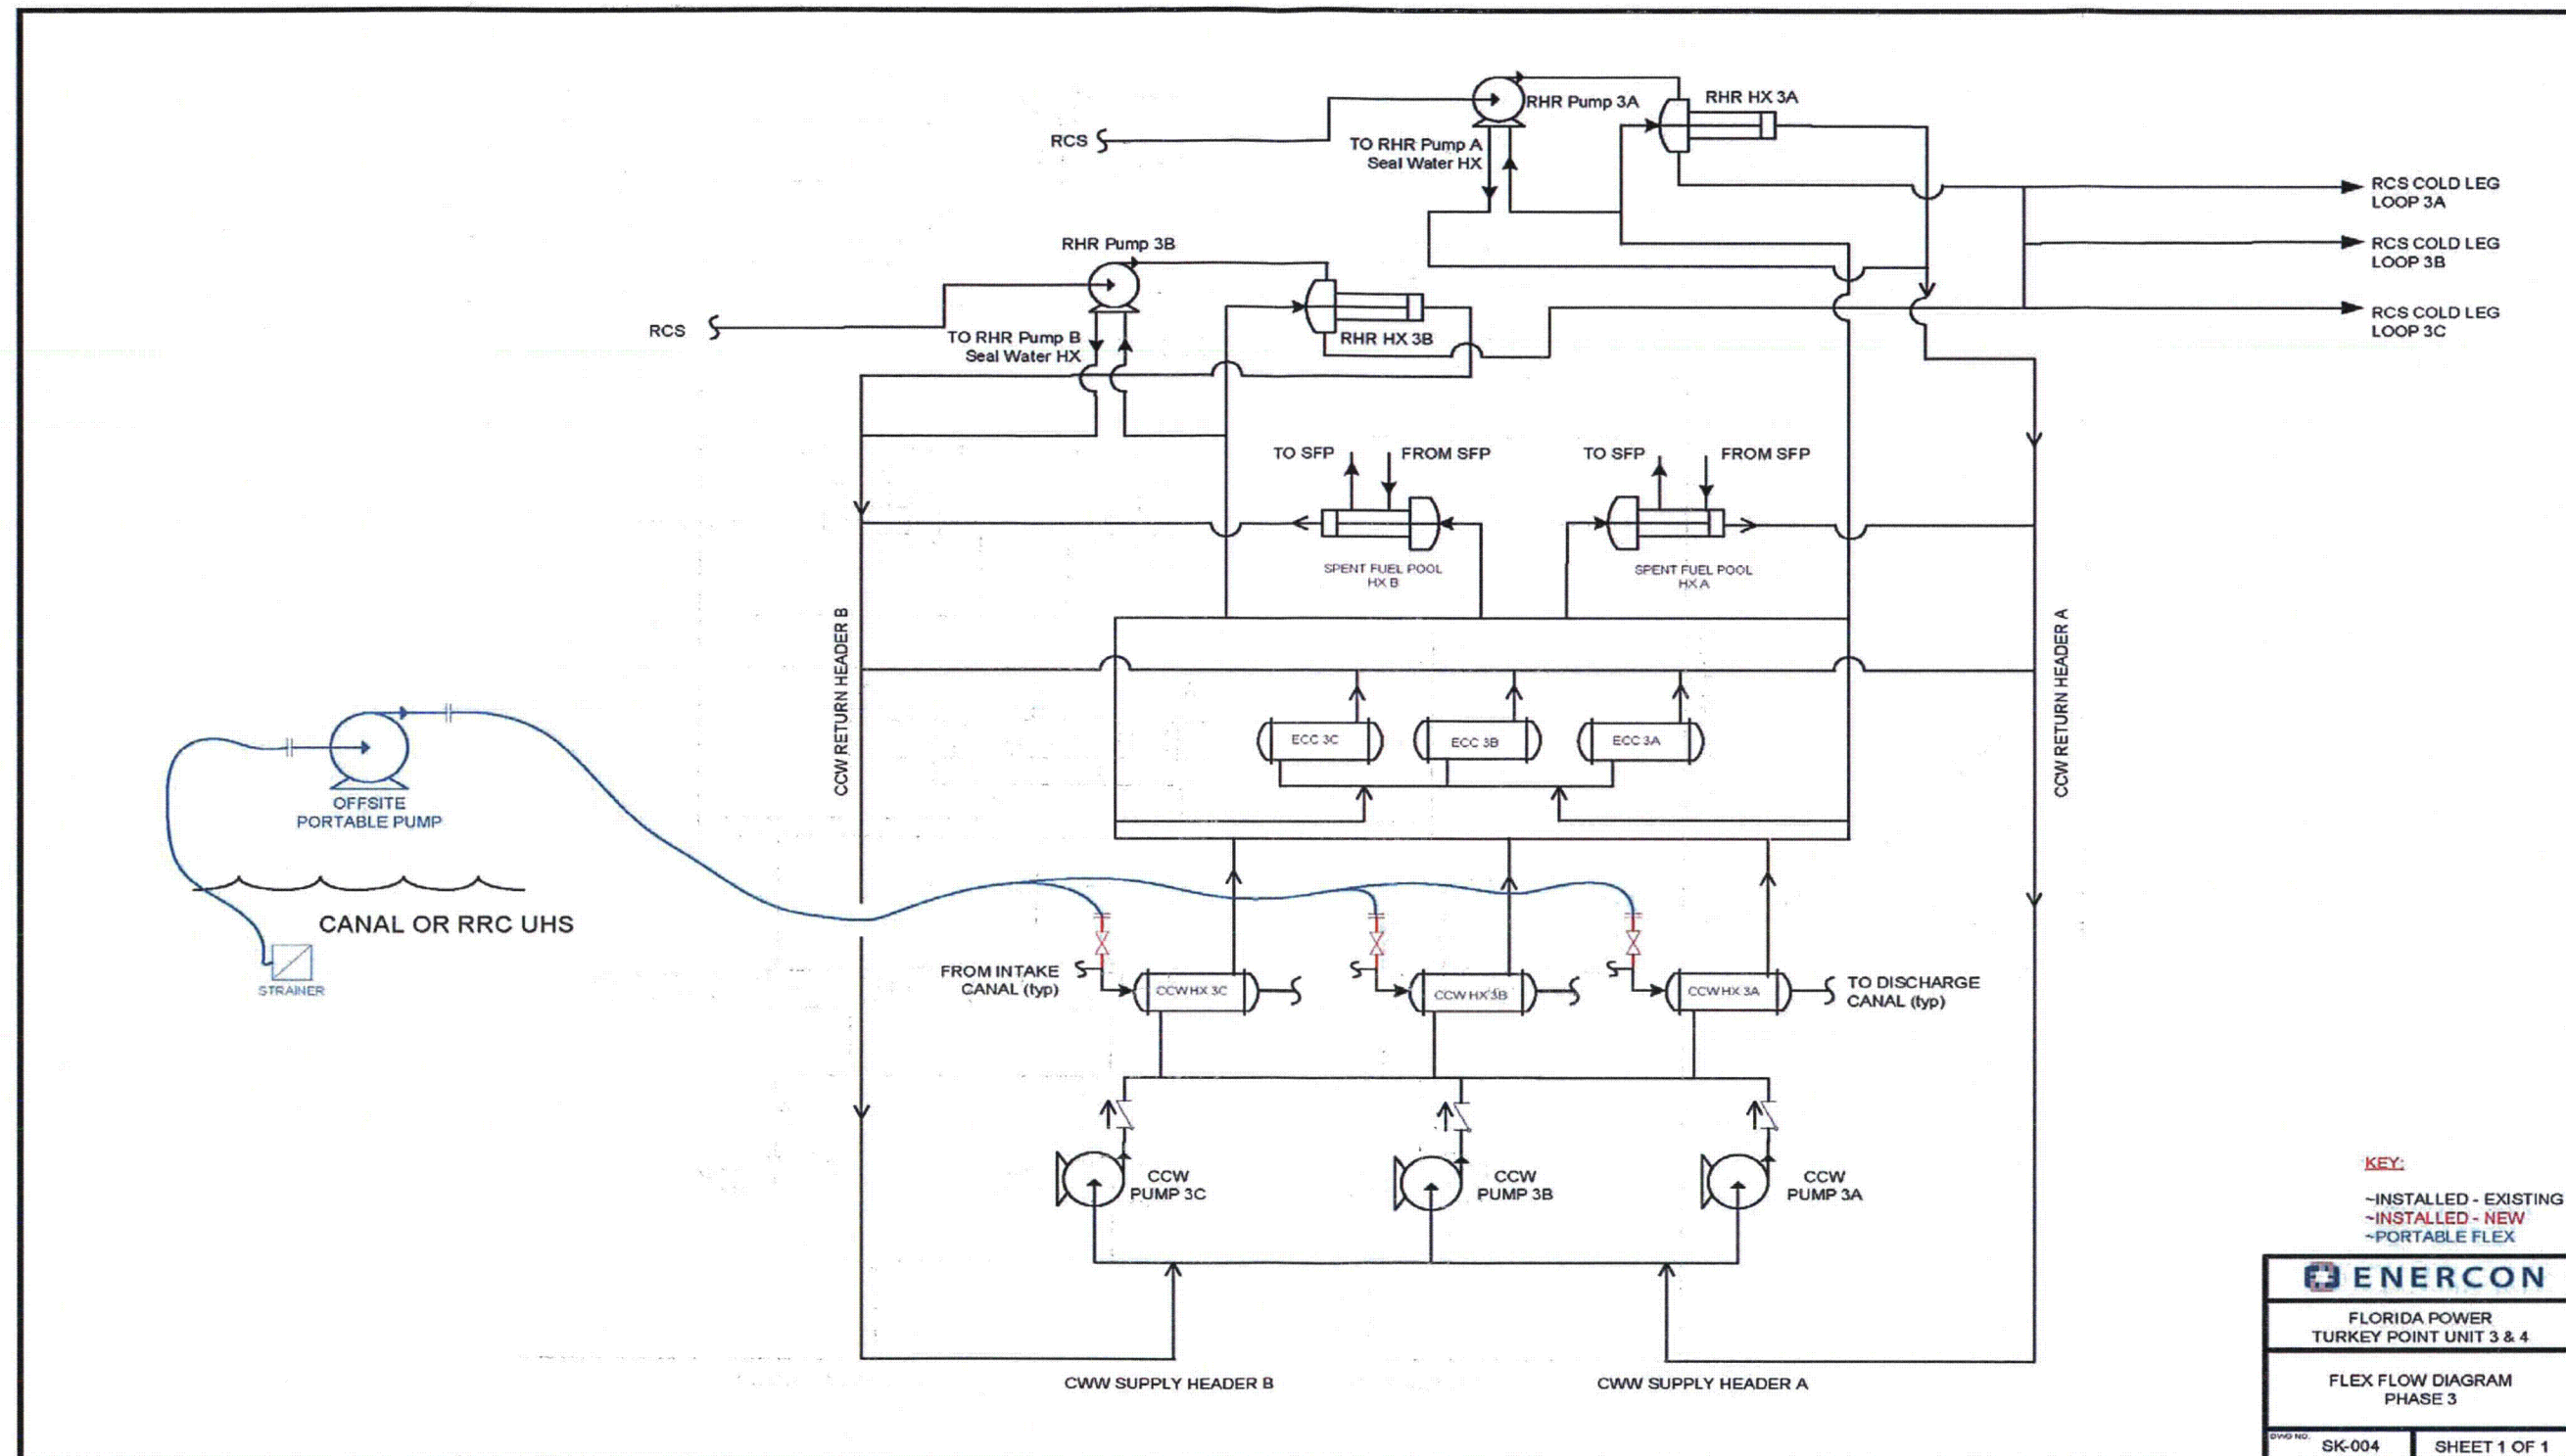 RHR Pump 3A
RHR HX 3A
RCS
TO RHR Pump A
Seal Water HX
RCS COLD LEG
LOOP 3A
RHR Pump 3B
RCS COLD LEG
LOOP 3B
RCS
TO RHR Pump B
Seal Water HX
RHR HX 3B
RCS COLD LEG
LOOP 3C
TO SFP
FROM SFP
TO SFP
FROM SFP
SPENT FUEL POOL
HX B
SPENT FUEL POOL
HX A
CCW RETURN HEADER B
CCW RETURN HEADER A
ECC 3C
ECC 3B
ECC 3A
OFFSITE
PORTABLE PUMP
CANAL OR RRC UHS
STRAINER
FROM INTAKE
CANAL (typ)
CCW HX 3C
CCW HX 3B
CCW HX 3A
TO DISCHARGE
CANAL (typ)
CCW
PUMP 3C
CCW
PUMP 3B
CCW
PUMP 3A
CWW SUPPLY HEADER B
CWW SUPPLY HEADER A
KEY:
~INSTALLED - EXISTING
~INSTALLED - NEW
~PORTABLE FLEX
ENERCON
FLORIDA POWER
TURKEY POINT UNIT 3 & 4
FLEX FLOW DIAGRAM
PHASE 3
DWG NO.
SK-004
SHEET 1 OF 1